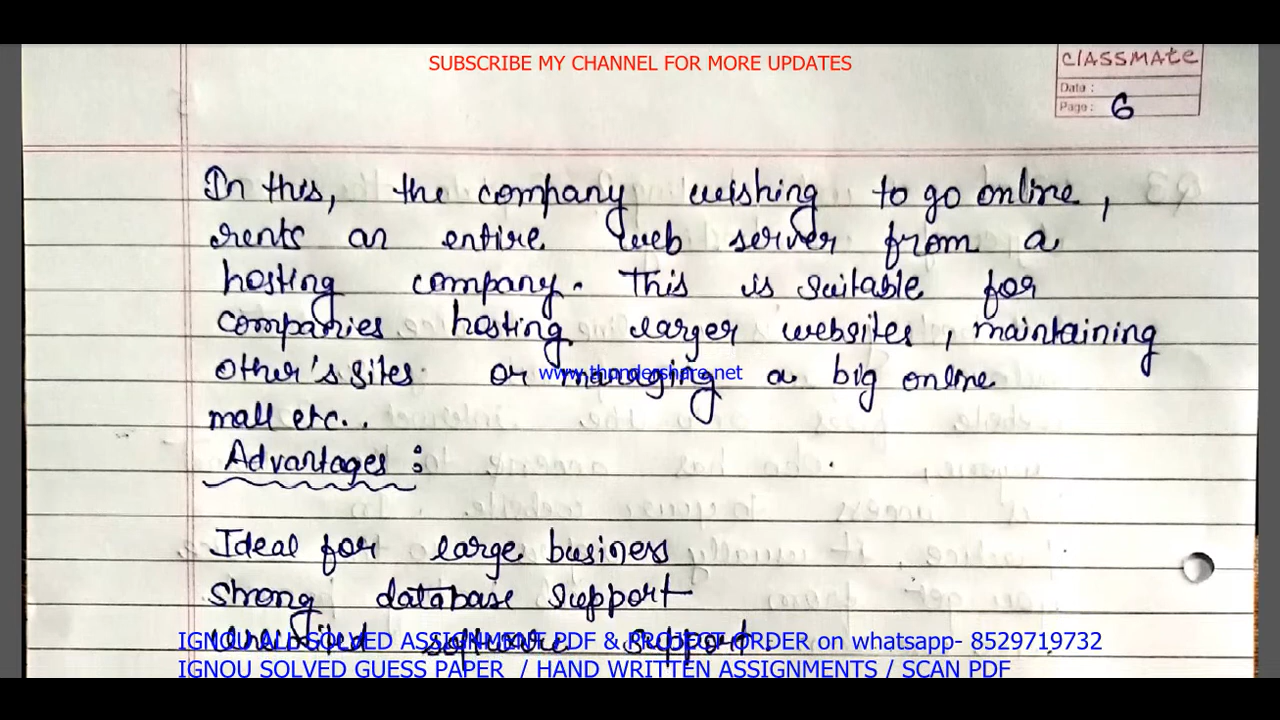 SUBSCRIBE MY CHANNEL FOR MORE UPDATES
CLASSMATE
Date :
Page : 6
In this, the company wishing to go online,
rents an entire web server from a
hosting company. This is suitable for
companies hosting larger websites, maintaining
other's sites or managing a big online
www.thpndershare.net
mall etc..
Advantages :
Ideal for large business
strong database support
software support.
IGNOU ALL SOLVED ASSIGNMENT PDF & PROJECT ORDER on whatsapp- 8529719732
IGNOU SOLVED GUESS PAPER / HAND WRITTEN ASSIGNMENTS / SCAN PDF